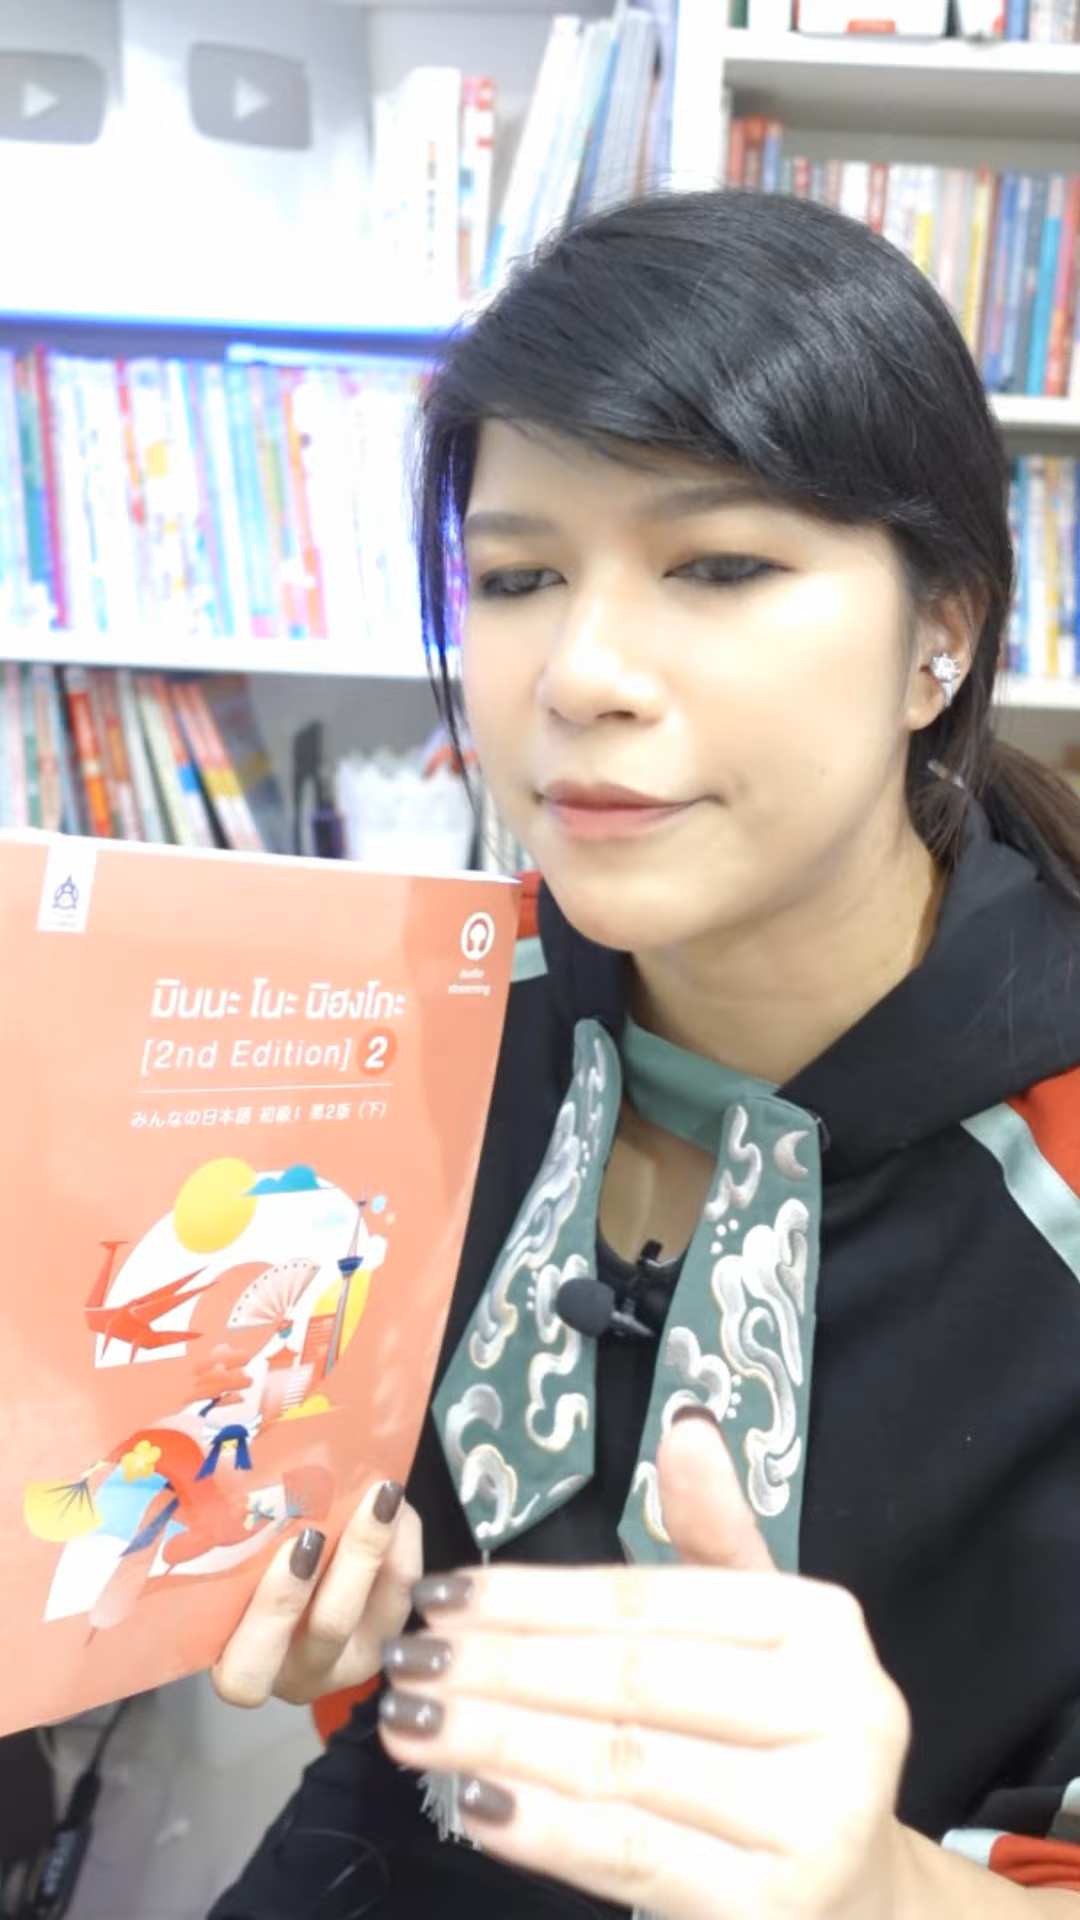 audio
streaming
มินนะ โนะ นิฮงโกะ
[2nd Edition] 2
みんなの日本語 初級1 第2版（下）